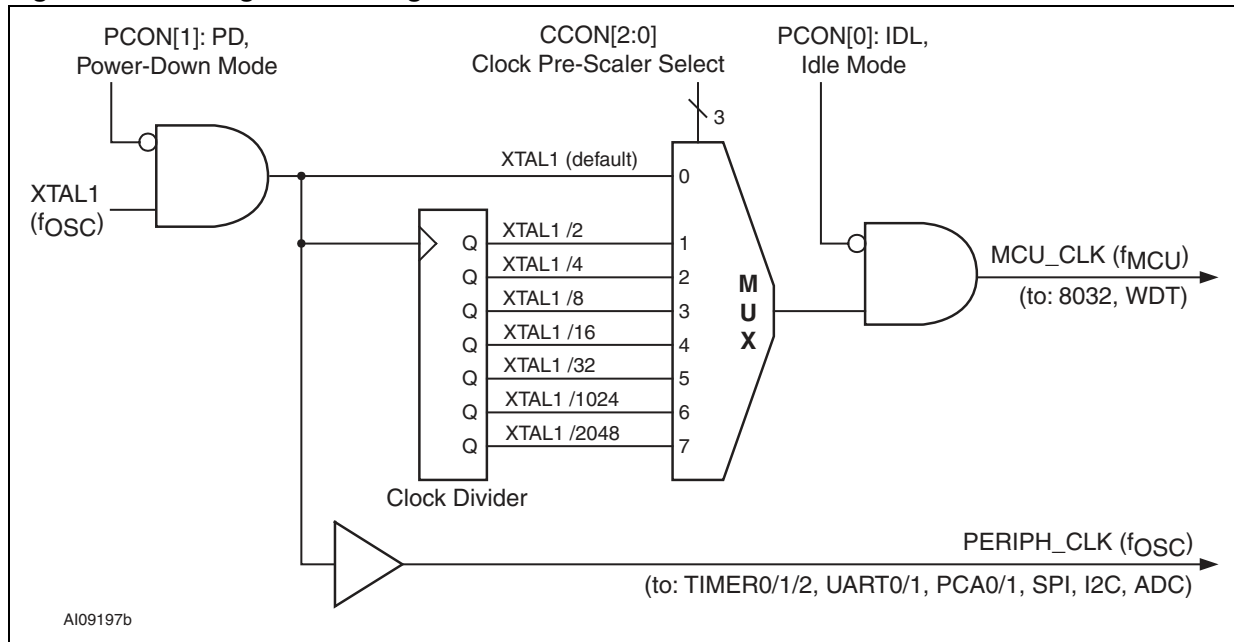 PCON[1]: PD,
Power-Down Mode
CCON[2:0]
Clock Pre-Scaler Select
PCON[0]: IDL,
Idle Mode
3
XTAL1
(fOSC)
XTAL1 (default)
0
Q
XTAL1 /2
1
Q
XTAL1 /4
2
Q
XTAL1 /8
3
Q
XTAL1 /16
4
Q
XTAL1 /32
5
Q
XTAL1 /1024
6
Q
XTAL1 /2048
7
M
U
X
Clock Divider
MCU_CLK (fMCU)
(to: 8032, WDT)
PERIPH_CLK (fOSC)
(to: TIMER0/1/2, UART0/1, PCA0/1, SPI, I2C, ADC)
AI09197b